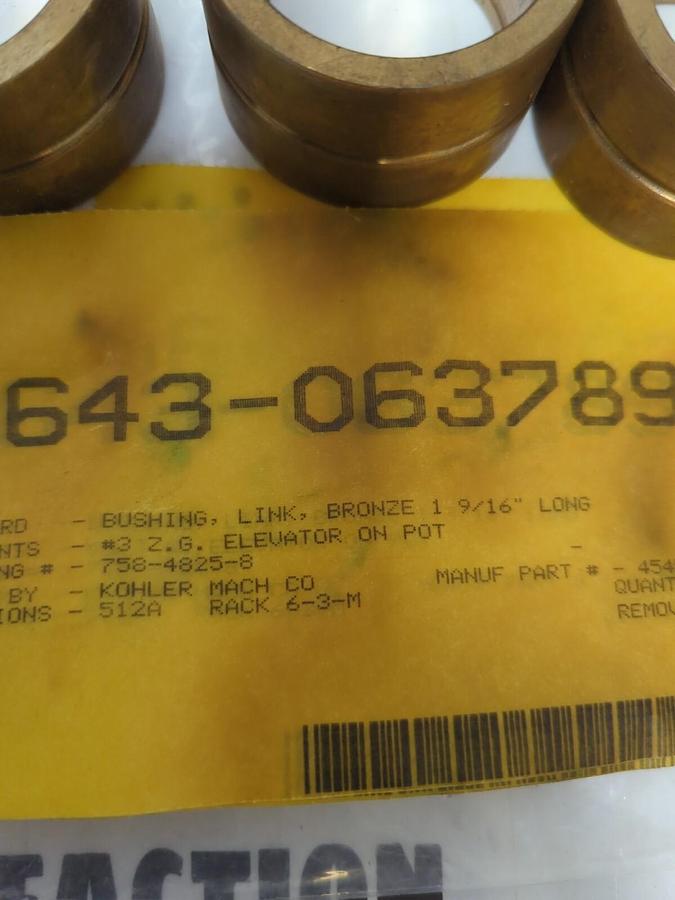 643-063789
RD - BUSHING, LINK, BRONZE 1 9/16" LONG
NTS - #3 Z.G. ELEVATOR ON POT
NG # - 758-4825-8 -
BY - KOHLER MACH CO MANUF PART # - 454
IONS - 512A RACK 6-3-M QUANT
REMOV
FACTION